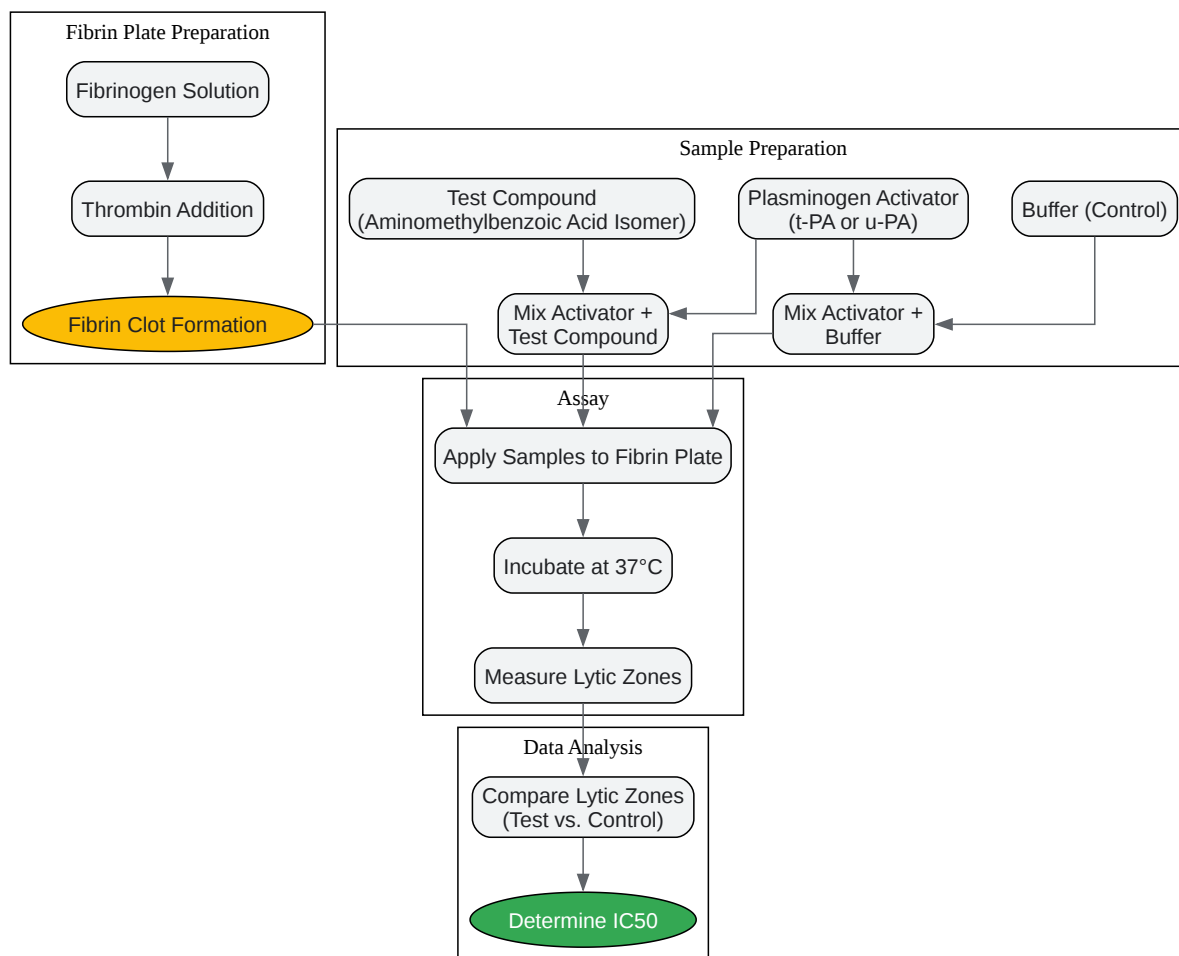 Fibrin Plate Preparation
Fibrinogen Solution
Thrombin Addition
Fibrin Clot Formation
Sample Preparation
Test Compound
(Aminomethylbenzoic Acid Isomer)
Plasminogen Activator
(t-PA or u-PA)
Buffer (Control)
Mix Activator +
Test Compound
Mix Activator +
Buffer
Assay
Apply Samples to Fibrin Plate
Incubate at 37°C
Measure Lytic Zones
Data Analysis
Compare Lytic Zones
(Test vs. Control)
Determine IC50